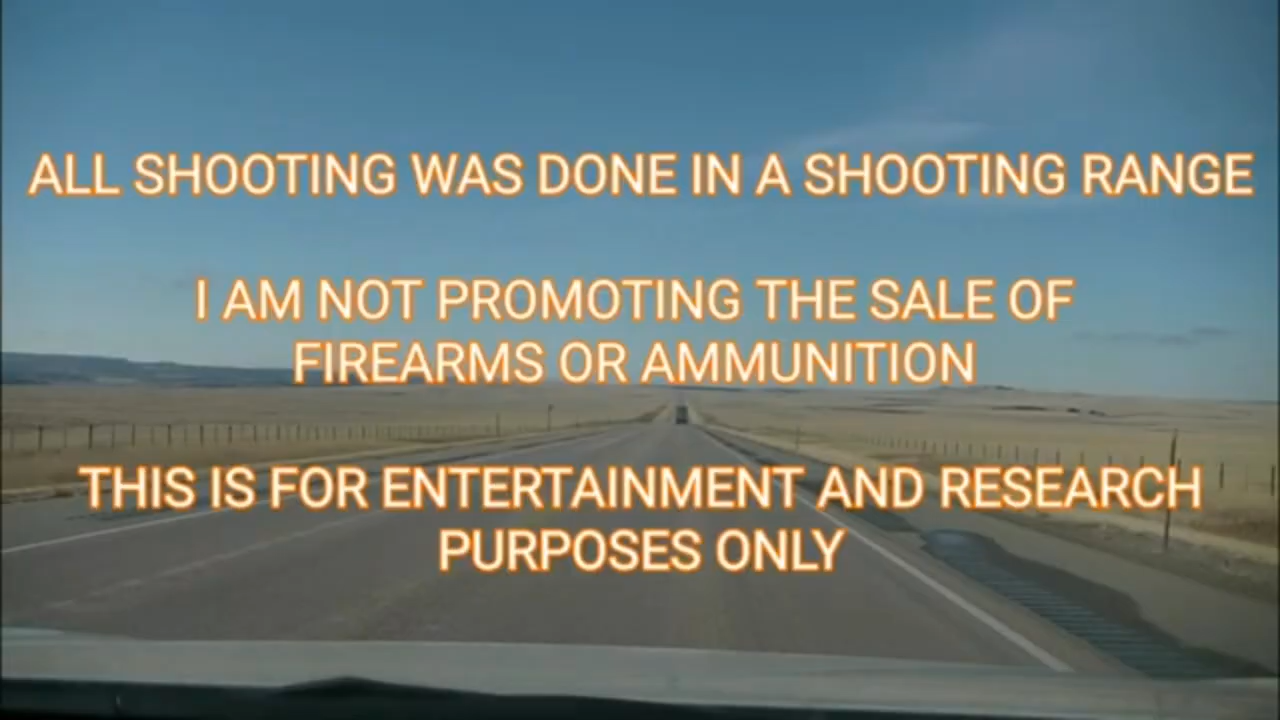 ALL SHOOTING WAS DONE IN A SHOOTING RANGE
I AM NOT PROMOTING THE SALE OF
FIREARMS OR AMMUNITION
THIS IS FOR ENTERTAINMENT AND RESEARCH
PURPOSES ONLY